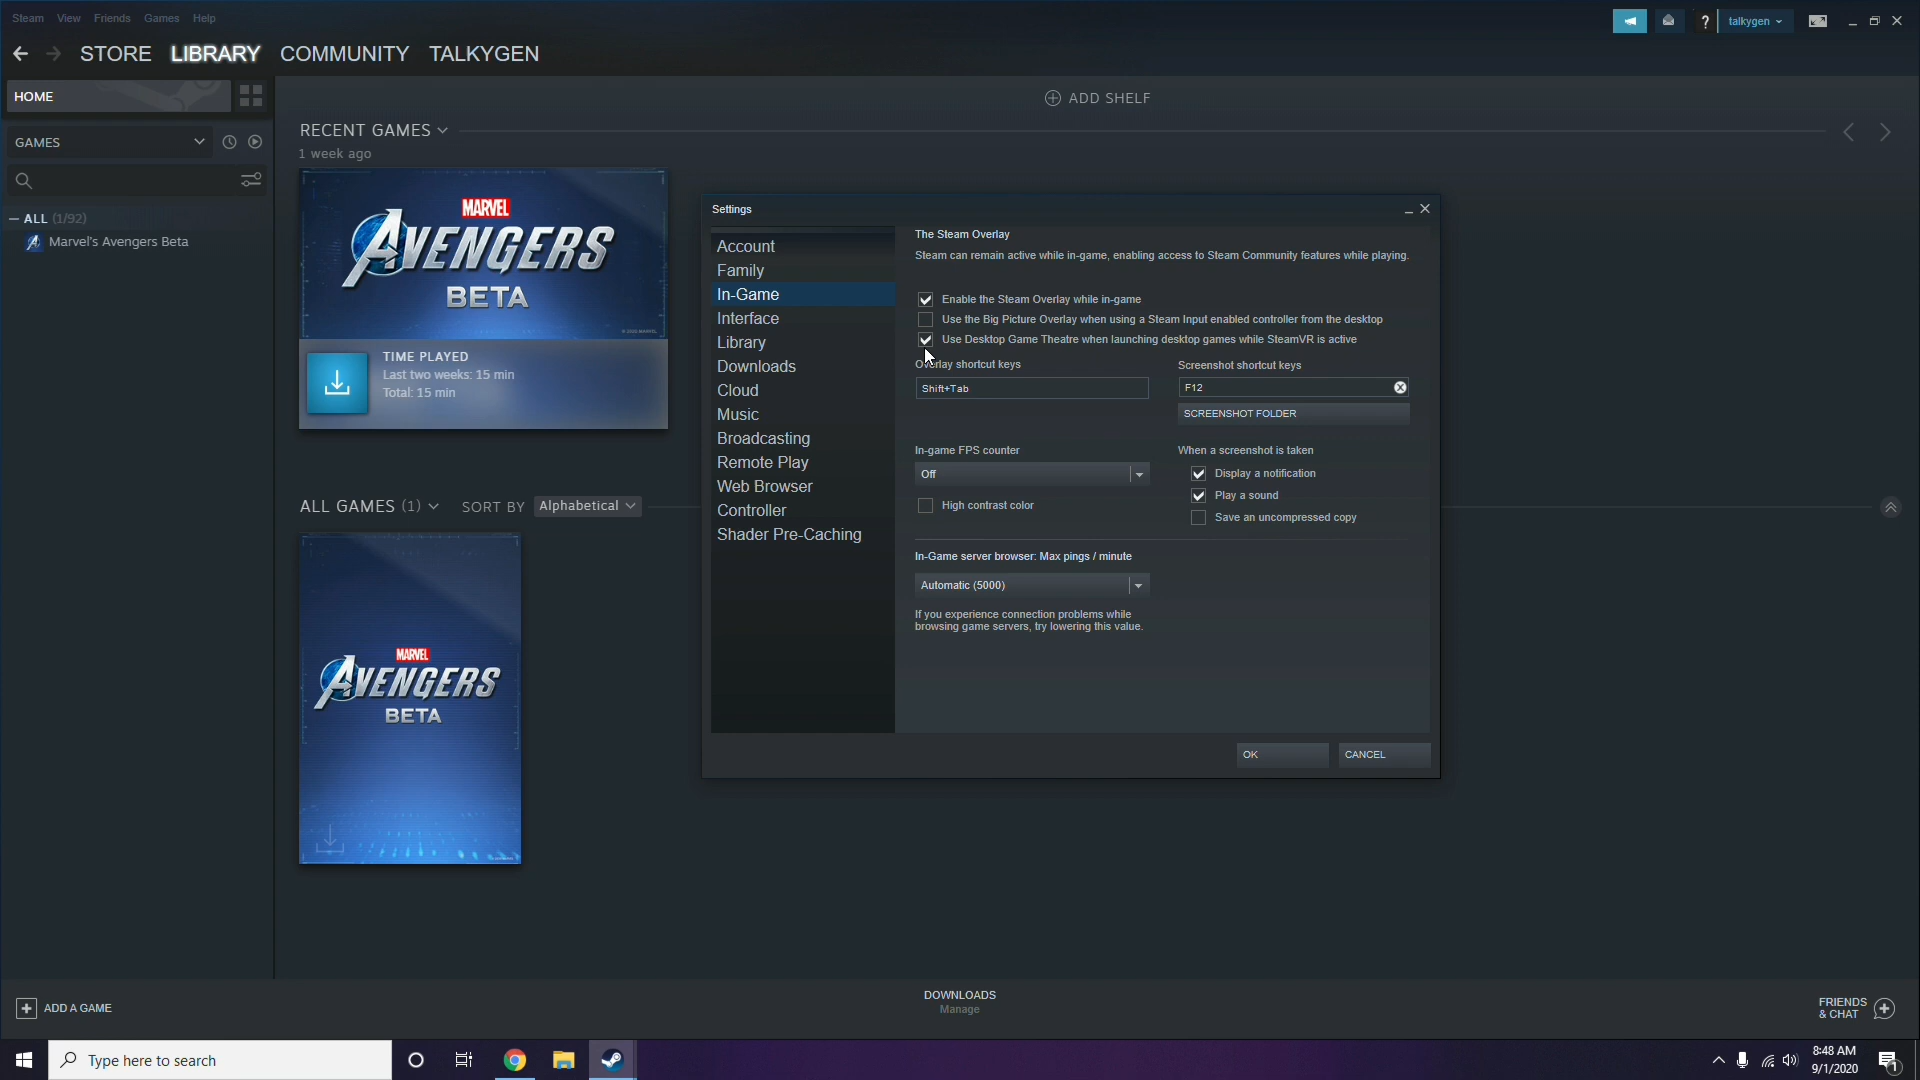 Steam View Friends Games Help
talkygen
STORE LIBRARY COMMUNITY TALKYGEN
HOME
ADD SHELF
GAMES
RECENT GAMES
1 week ago
ALL (1/92)
Marvel's Avengers Beta
MARVEL
AVENGERS
BETA
TIME PLAYED
Last two weeks: 15 min
Total: 15 min
ALL GAMES (1) SORT BY Alphabetical
MARVEL
AVENGERS
BETA
Settings
Account
Family
In-Game
Interface
Library
Downloads
Cloud
Music
Broadcasting
Remote Play
Web Browser
Controller
Shader Pre-Caching
The Steam Overlay
Steam can remain active while in-game, enabling access to Steam Community features while playing.
Enable the Steam Overlay while in-game
Use the Big Picture Overlay when using a Steam Input enabled controller from the desktop
Use Desktop Game Theatre when launching desktop games while SteamVR is active
Overlay shortcut keys
Shift+Tab
Screenshot shortcut keys
F12
SCREENSHOT FOLDER
In-game FPS counter
Off
High contrast color
When a screenshot is taken
Display a notification
Play a sound
Save an uncompressed copy
In-Game server browser: Max pings / minute
Automatic (5000)
If you experience connection problems while
browsing game servers, try lowering this value.
OK
CANCEL
ADD A GAME
DOWNLOADS
Manage
FRIENDS
& CHAT
Type here to search
8:48 AM
9/1/2020
1